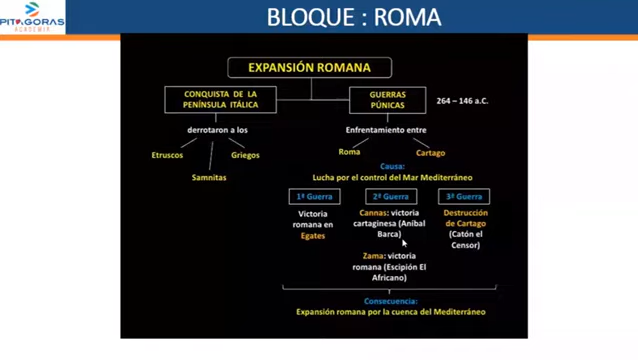 PITAGORAS
ACADEMIA
BLOQUE : ROMA
EXPANSIÓN ROMANA
CONQUISTA DE LA
PENÍNSULA ITÁLICA
derrotaron a los
Etruscos
Griegos
Samnitas
GUERRAS
PÚNICAS
264 – 146 a.C.
Enfrentamiento entre
Roma
Cartago
Causa:
Lucha por el control del Mar Mediterráneo
1ª Guerra
Victoria
romana en
Egates
2ª Guerra
Cannas: victoria
cartaginesa (Aníbal
Barca)
Zama: victoria
romana (Escipión El
Africano)
3ª Guerra
Destrucción
de Cartago
(Catón el
Censor)
Consecuencia:
Expansión romana por la cuenca del Mediterráneo